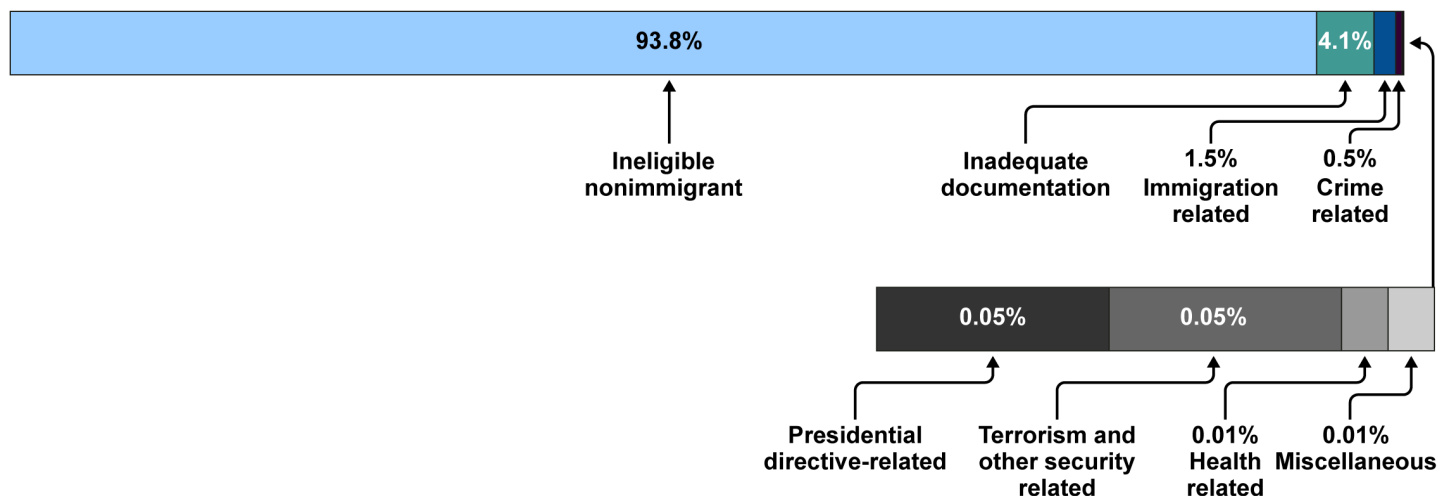 93.8%
4.1%
Ineligible
nonimmigrant
Inadequate
documentation
1.5%
Immigration
related
0.5%
Crime
related
0.05%
0.05%
Presidential
directive-related
Terrorism and
other security
related
0.01%
Health
related
0.01%
Miscellaneous